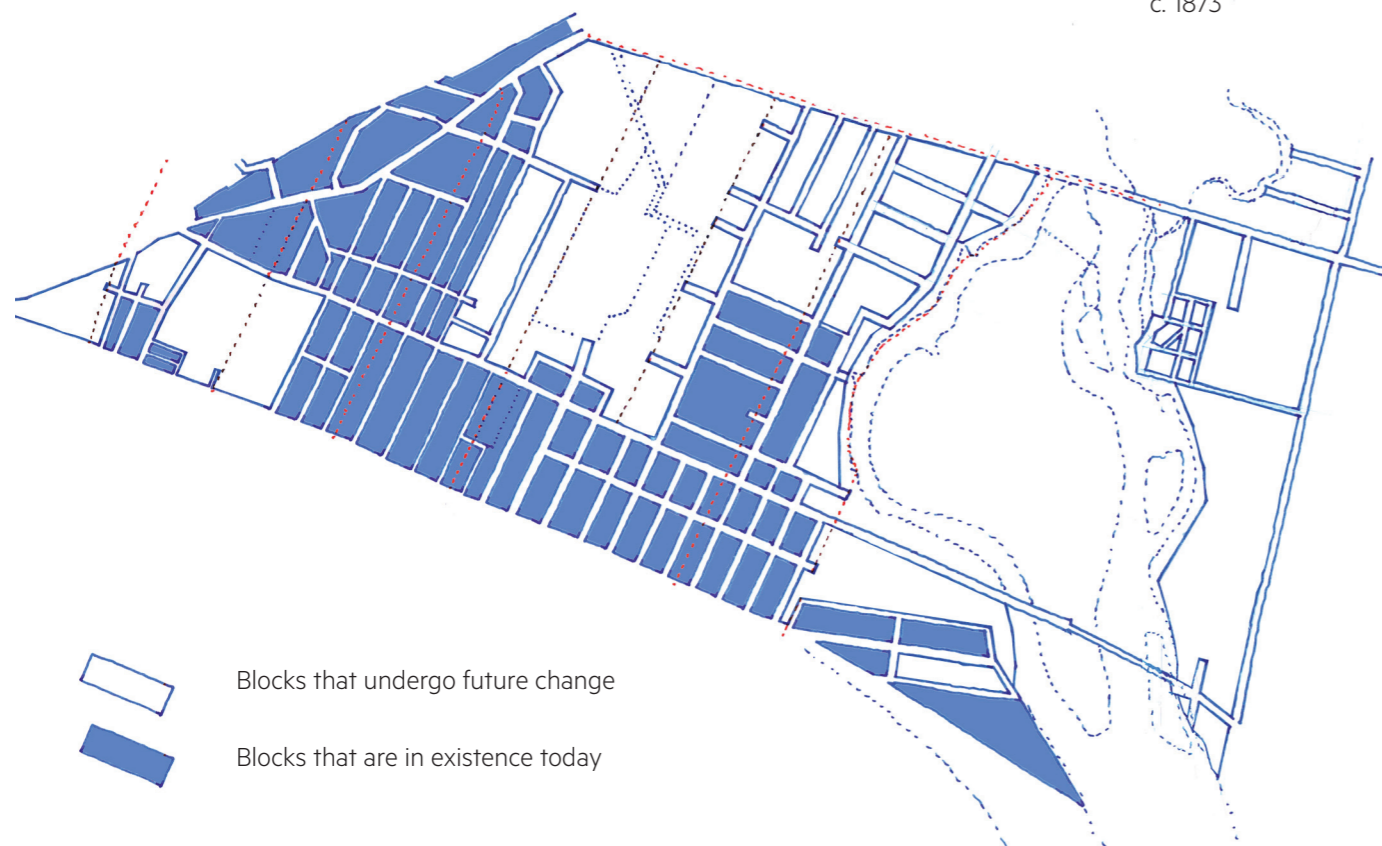 c. 1873
Blocks that undergo future change
Blocks that are in existence today